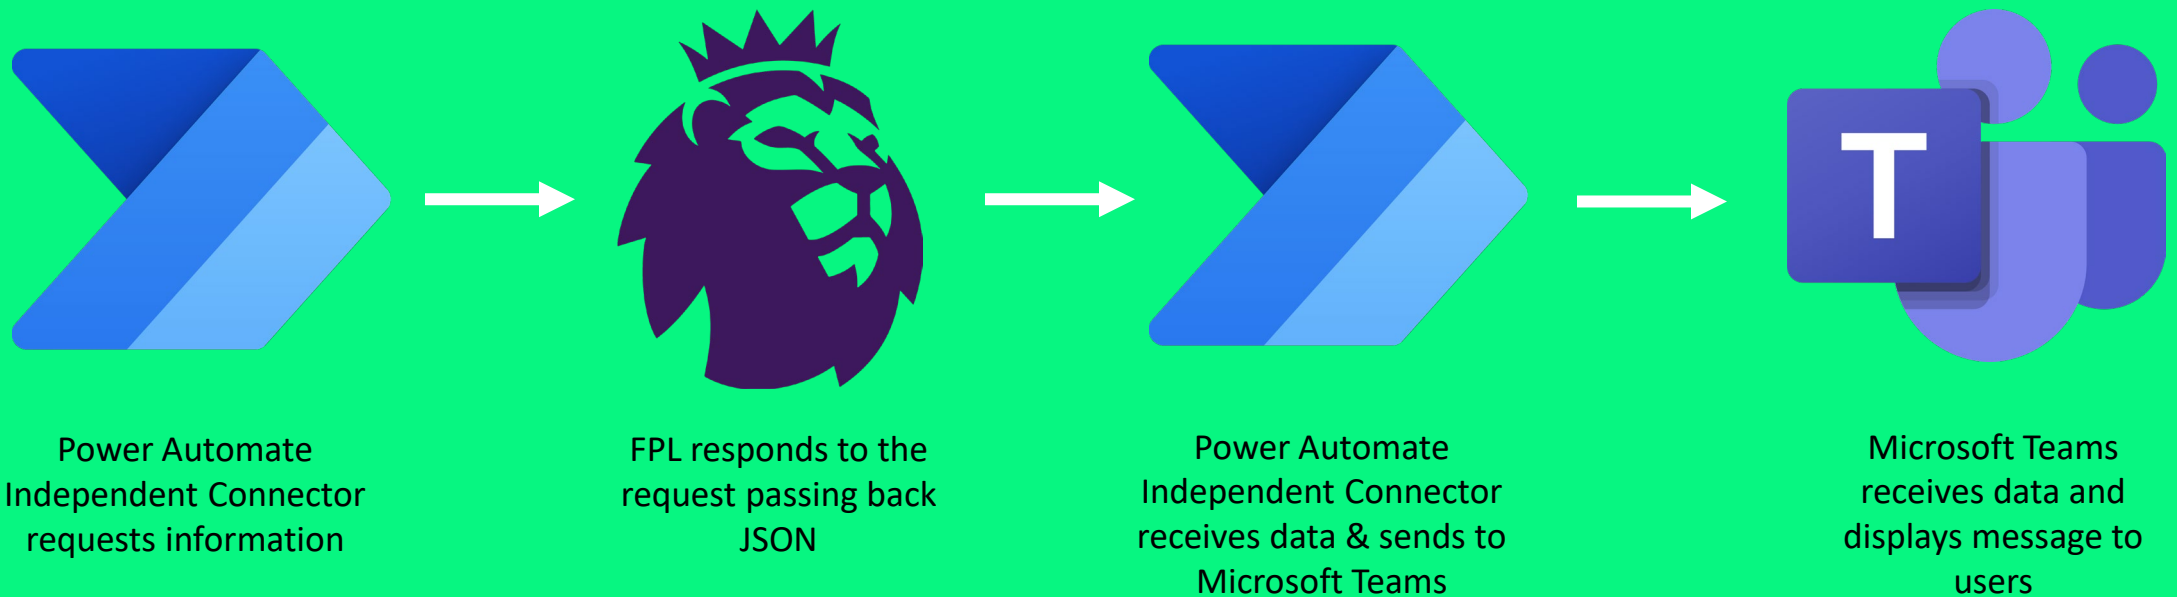 Power Automate
Independent Connector
requests information
FPL responds to the
request passing back
JSON
Power Automate
Independent Connector
receives data & sends to
Microsoft Teams
T
Microsoft Teams
receives data and
displays message to
users